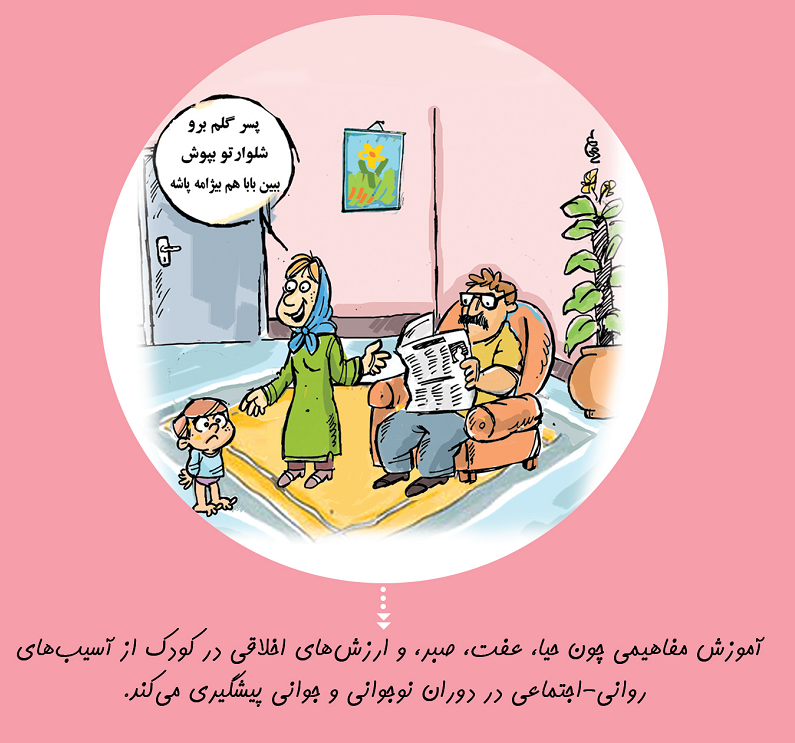 پسر گلم برو
شلوارتو بپوش
ببین بابا هم بیژامه پاشه
آموزش مفاهیمی چون حیا، عفت، صبر، و ارزش‌های اخلاقی در کودک از آسیب‌های
روانی-اجتماعی در دوران نوجوانی و جوانی پیشگیری می‌کند.